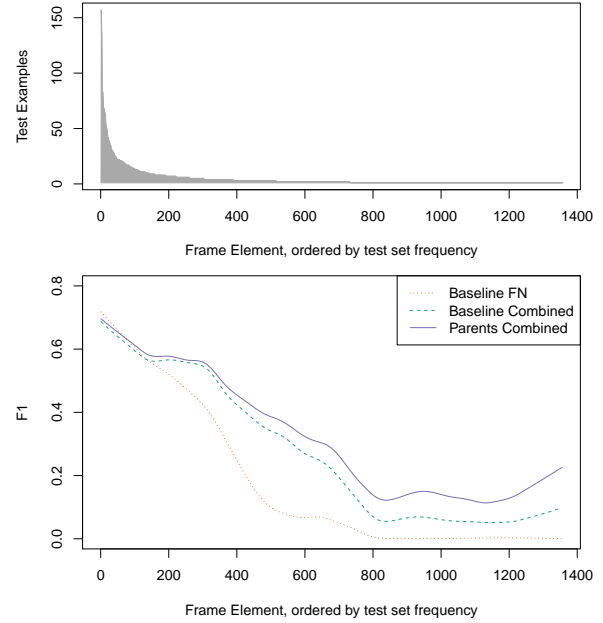 150
100
50
0
Test Examples
0 200 400 600 800 1000 1200 1400
Frame Element, ordered by test set frequency
0.8
0.6
0.4
0.2
0.0
F1
Baseline FN
Baseline Combined
Parents Combined
0 200 400 600 800 1000 1200 1400
Frame Element, ordered by test set frequency